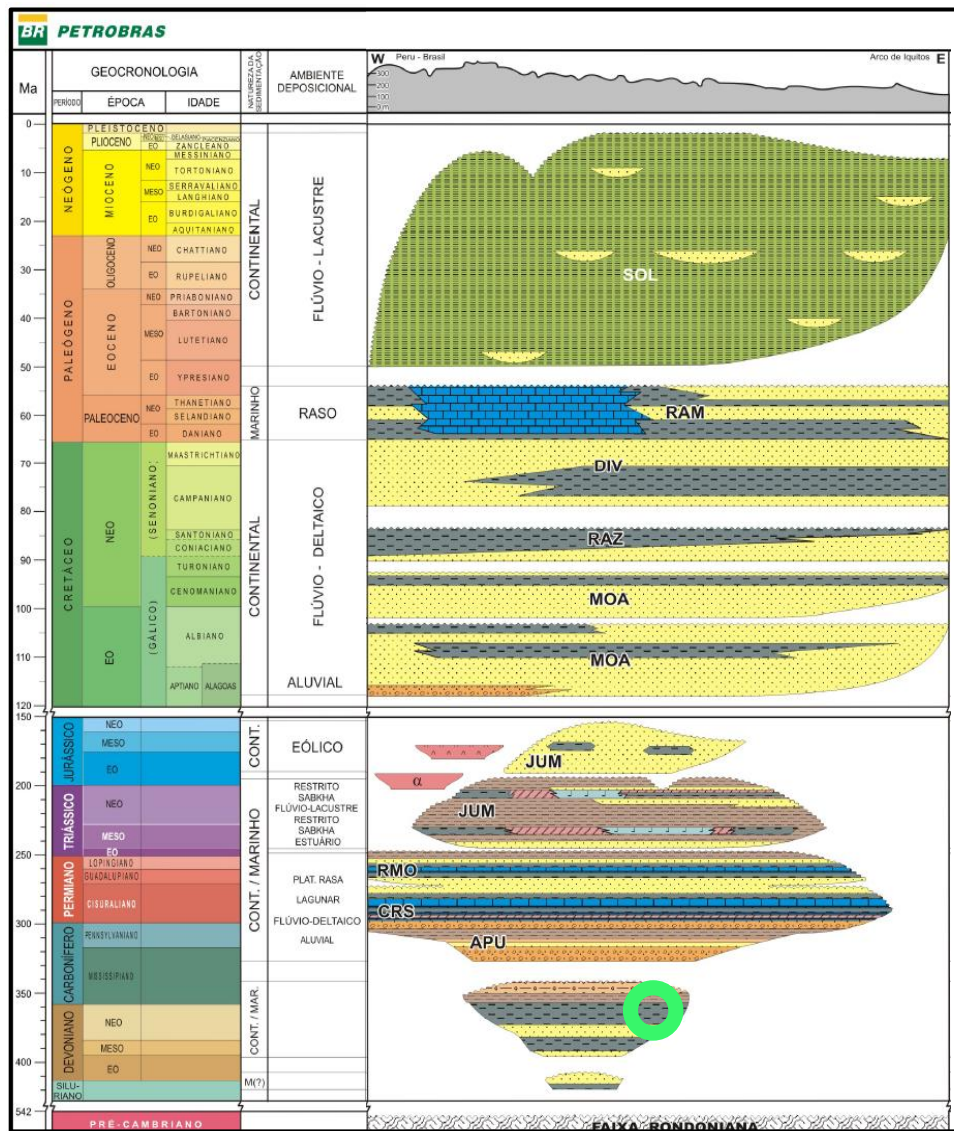 BR PETROBRAS
Ma
GEOCRONOLOGIA
PERÍODO
ÉPOCA
IDADE
NATUREZA DA SEDIMENTAÇÃO
AMBIENTE DEPOSICIONAL
W Peru - Brasil
Arco de Iquitos E
300
200
100
0 m
0
10
20
30
40
50
60
70
80
90
100
110
120
150
200
250
300
350
400
542
NEÓGENO
PALEÓGENO
CRETÁCEO
JURÁSSICO
TRIÁSSICO
PERMIANO
CARBONÍFERO
DEVONIANO
SILU-
RIANO
PRÉ-CAMBRIANO
PLEISTOCENO
PLIOCENO
EO
ZANCLEANO
MIOCENO
NEO
MESO
EO
MESSINIANO
TORTONIANO
SERRAVALIANO
LANGHIANO
BURDIGALIANO
AQUITANIANO
OLIGOCENO
NEO
EO
CHATTIANO
RUPELIANO
EOCENO
NEO
MESO
EO
PRIABONIANO
BARTONIANO
LUTETIANO
YPRESIANO
PALEOCENO
NEO
EO
THANETIANO
SELANDIANO
DANIANO
NEO
EO
(SENONIANO)
(GÁLICO)
MAASTRICHTIANO
CAMPANIANO
SANTONIANO
CONIACIANO
TURONIANO
CENOMANIANO
ALBIANO
APTIANO
ALAGOAS
NEO
MESO
EO
NEO
MESO
EO
LOPINGIANO
GUADALUPIANO
CISURALIANO
PENNSYLVANIANO
MISSISSIPIANO
NEO
MESO
EO
CONTINENTAL
MARINHO
CONTINENTAL
CONT.
CONT. / MARINHO
CONT. / MAR.
M(?)
FLÚVIO - LACUSTRE
RASO
FLÚVIO - DELTAICO
ALUVIAL
EÓLICO
RESTRITO
SABKHA
FLÚVIO-LACUSTRE
RESTRITO
SABKHA
ESTUÁRIO
PLAT. RASA
LAGUNAR
FLÚVIO-DELTAICO
ALUVIAL
SOL
RAM
DIV
RAZ
MOA
MOA
JUM
α
JUM
RMO
CRS
APU
FAIXA RONDONIANA